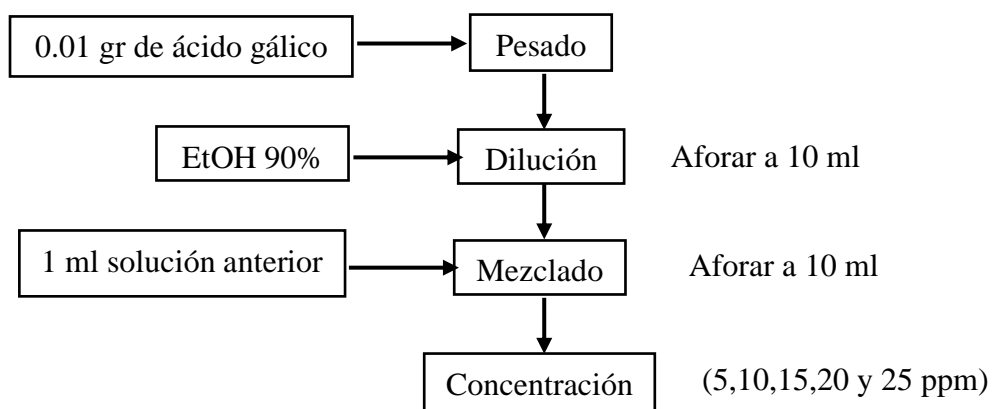 0.01 gr de ácido gálico
Pesado
EtOH 90%
Dilución
Aforar a 10 ml
1 ml solución anterior
Mezclado
Aforar a 10 ml
Concentración
(5,10,15,20 y 25 ppm)